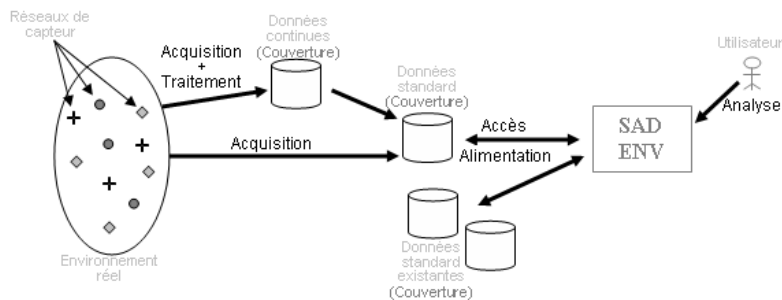 Réseaux de
capteur
Acquisition
+
Traitement
Données
continues
(Couverture)
Données
standard
(Couverture)
Utilisateur
Analyse
Acquisition
Accès
Alimentation
SAD
ENV
Environnement
réel
Données
standard
existantes
(Couverture)